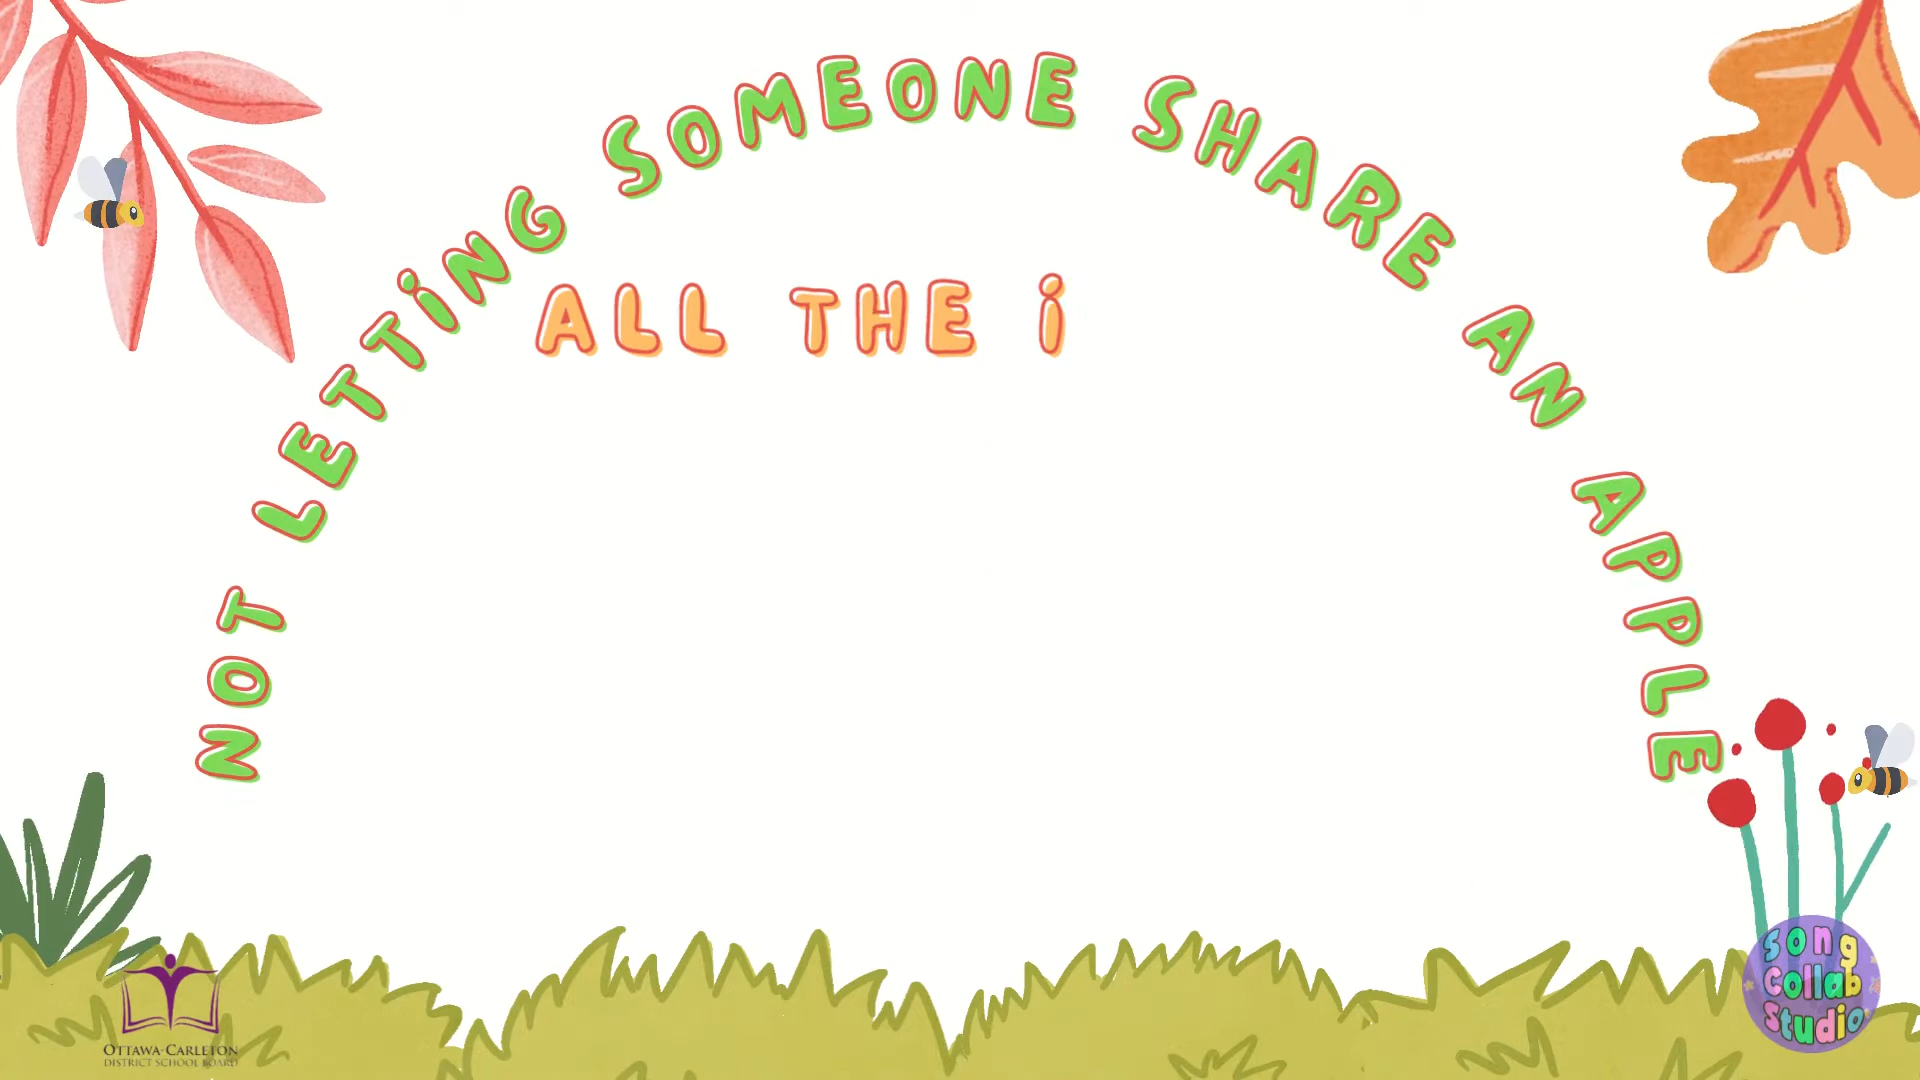 NOT LETTiNG SOMEONE SHARE AN APPLE
ALL THE i
OTTAWA-CARLETON
DISTRICT SCHOOL BOARD
Song
Collab
Studio